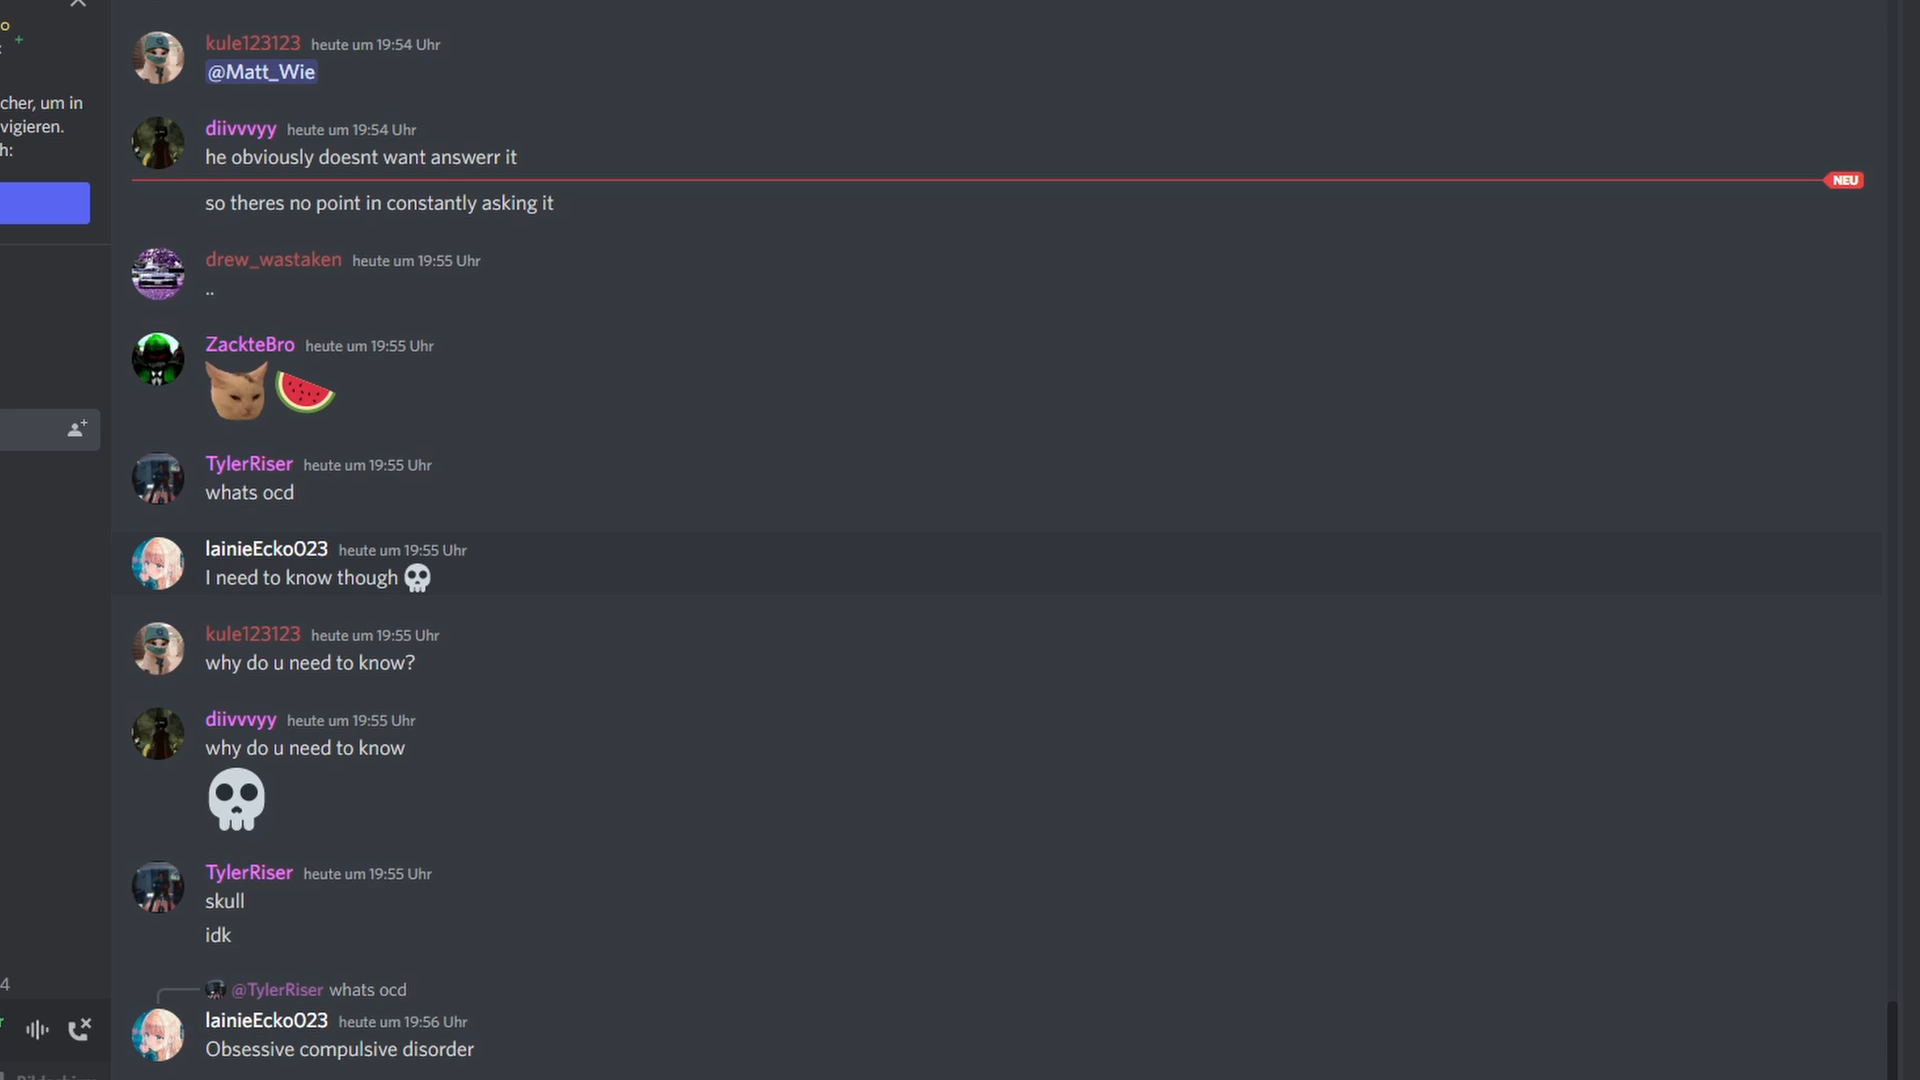 o
cher, um in
vigieren.
h:
kule123123 heute um 19:54 Uhr
@Matt_Wie
diivvvyy heute um 19:54 Uhr
he obviously doesnt want answerr it
NEU
so theres no point in constantly asking it
drew_wastaken heute um 19:55 Uhr
..
ZackteBro heute um 19:55 Uhr
TylerRiser heute um 19:55 Uhr
whats ocd
lainieEcko023 heute um 19:55 Uhr
I need to know though
kule123123 heute um 19:55 Uhr
why do u need to know?
diivvvyy heute um 19:55 Uhr
why do u need to know
TylerRiser heute um 19:55 Uhr
skull
idk
4
r
@TylerRiser whats ocd
lainieEcko023 heute um 19:56 Uhr
Obsessive compulsive disorder